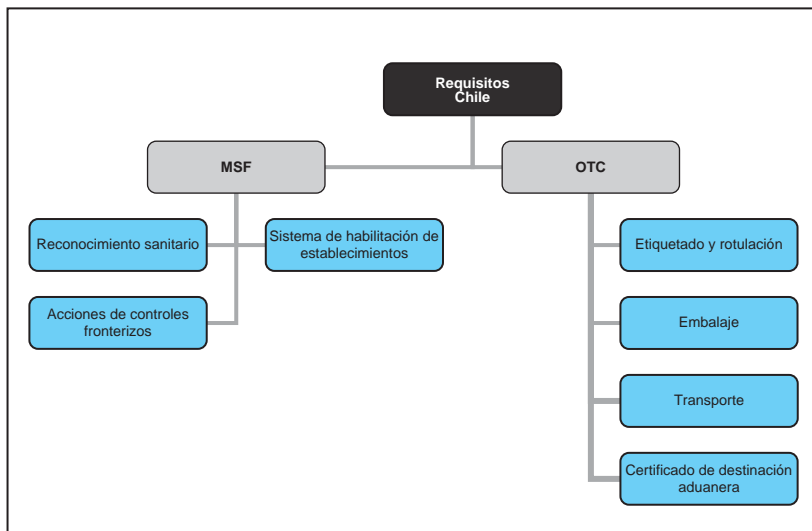 Requisitos
Chile
MSF
OTC
Reconocimiento sanitario
Sistema de habilitación de
establecimientos
Acciones de controles
fronterizos
Etiquetado y rotulación
Embalaje
Transporte
Certificado de destinación
aduanera